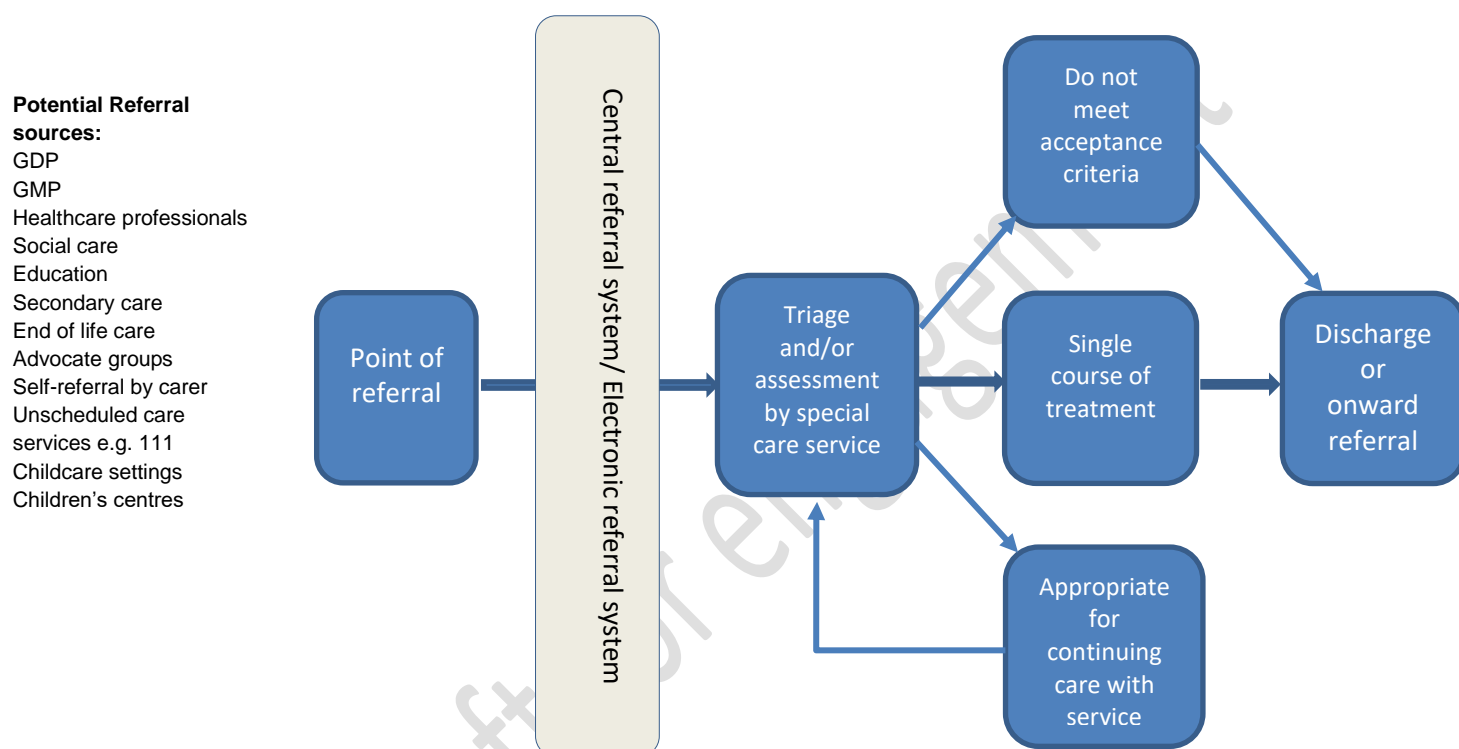 Potential Referral
sources:
GDP
GMP
Healthcare professionals
Social care
Education
Secondary care
End of life care
Advocate groups
Self-referral by carer
Unscheduled care
services e.g. 111
Childcare settings
Children’s centres
Point of
referral
Central referral system/ Electronic referral system
Triage
and/or
assessment
by special
care service
Do not
meet
acceptance
criteria
Single
course of
treatment
Appropriate
for
continuing
care with
service
Discharge
or
onward
referral